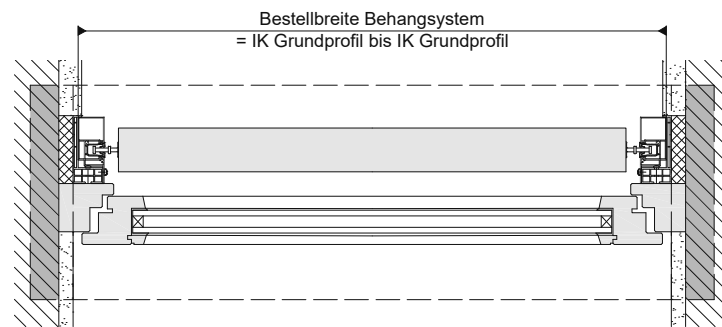 Bestellbreite Behangsystem
= IK Grundprofil bis IK Grundprofil